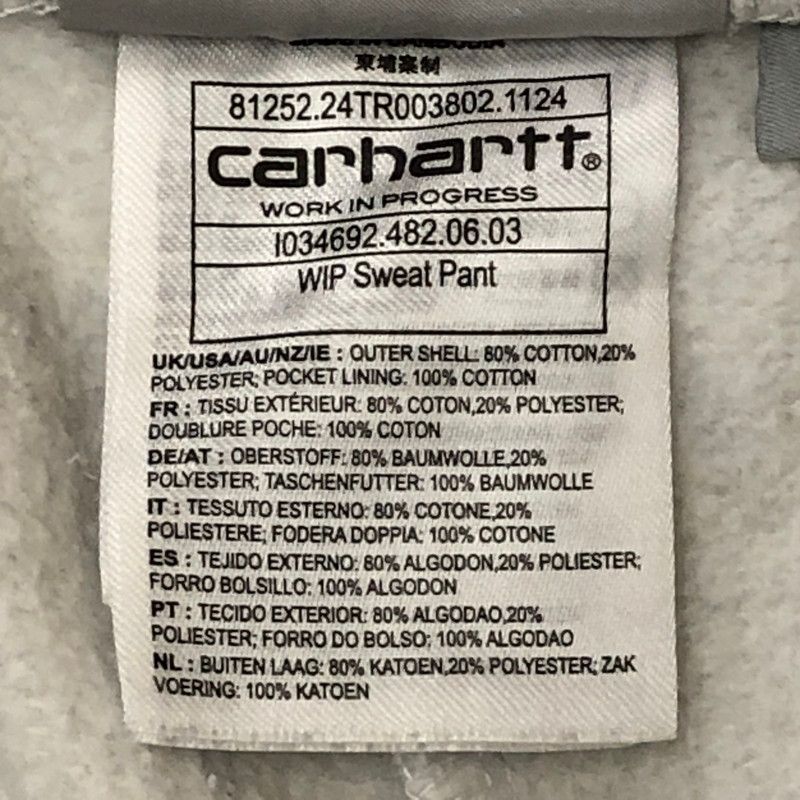 東埔寨制
81252.24TR003802.1124
carhartt®
WORK IN PROGRESS
I034692.482.06.03
WIP Sweat Pant
UK/USA/AU/NZ/IE : OUTER SHELL: 80% COTTON,20%
POLYESTER; POCKET LINING: 100% COTTON
FR : TISSU EXTÉRIEUR: 80% COTON,20% POLYESTER;
DOUBLURE POCHE: 100% COTON
DE/AT : OBERSTOFF: 80% BAUMWOLLE,20%
POLYESTER; TASCHENFUTTER: 100% BAUMWOLLE
IT : TESSUTO ESTERNO: 80% COTONE,20%
POLIESTERE; FODERA DOPPIA: 100% COTONE
ES : TEJIDO EXTERNO: 80% ALGODON,20% POLIESTER;
FORRO BOLSILLO: 100% ALGODON
PT : TECIDO EXTERIOR: 80% ALGODAO,20%
POLIESTER; FORRO DO BOLSO: 100% ALGODAO
NL : BUITEN LAAG: 80% KATOEN,20% POLYESTER; ZAK
VOERING: 100% KATOEN